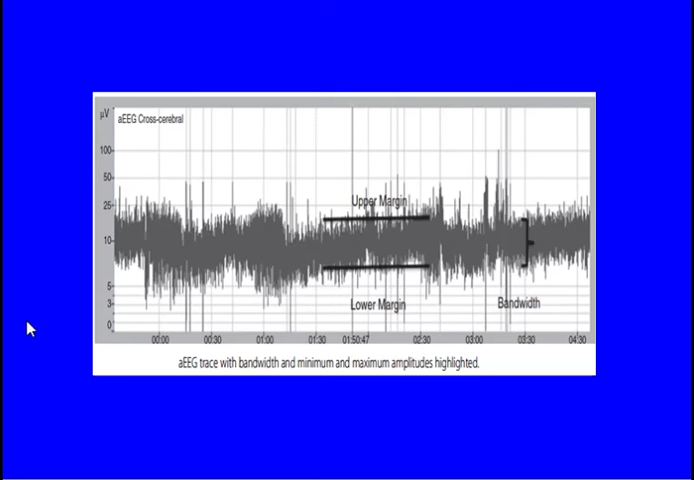 μV
aEEG Cross-cerebral
100
50
25
10
5
3
0
Upper Margin
Lower Margin
Bandwidth
00:00 00:30 01:00 01:30 01:50:47 02:30 03:00 03:30 04:30
aEEG trace with bandwidth and minimum and maximum amplitudes highlighted.